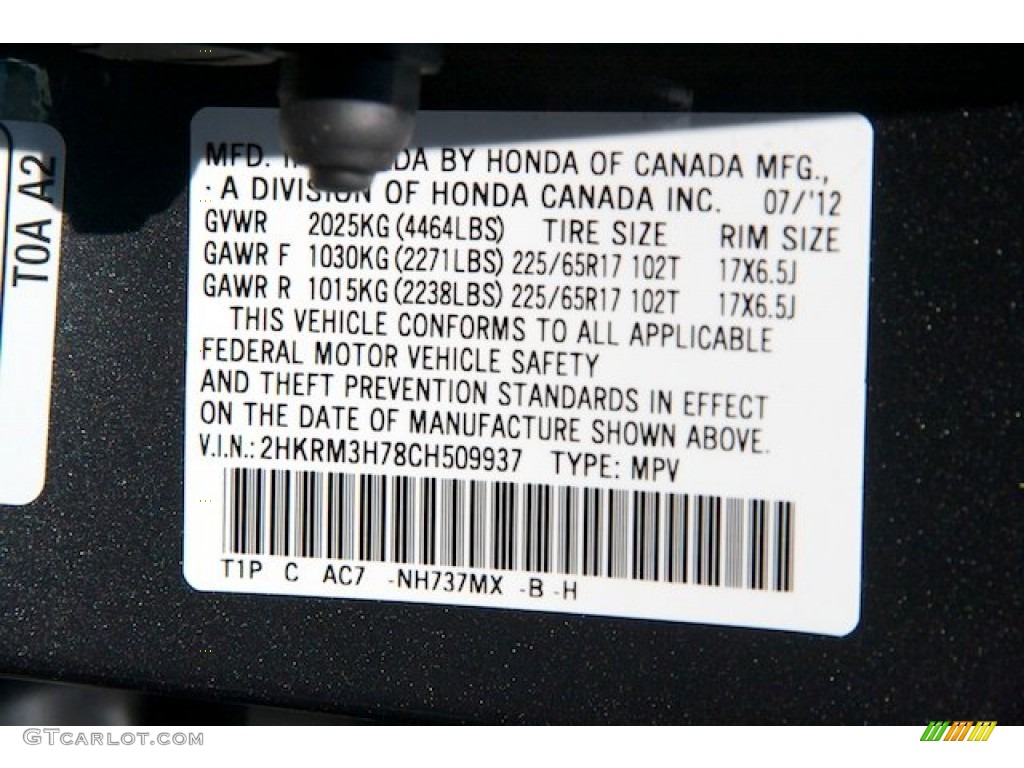 T0A A2
MFD. BY HONDA OF CANADA MFG.,
A DIVISION OF HONDA CANADA INC. 07/'12
GVWR 2025KG (4464LBS) TIRE SIZE RIM SIZE
GAWR F 1030KG (2271LBS) 225/65R17 102T 17X6.5J
GAWR R 1015KG (2238LBS) 225/65R17 102T 17X6.5J
THIS VEHICLE CONFORMS TO ALL APPLICABLE
FEDERAL MOTOR VEHICLE SAFETY
AND THEFT PREVENTION STANDARDS IN EFFECT
ON THE DATE OF MANUFACTURE SHOWN ABOVE.
V.I.N.: 2HKRM3H78CH509937 TYPE: MPV
T1P C AC7 -NH737MX -B -H
GTcarlot.com